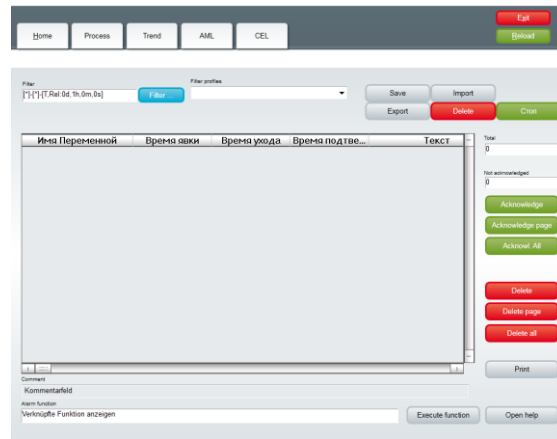 Exit
Home Process Trend AML CEL Reload
Filter Filter profiles
[*]-[*]-[T,Rel:0d,1h,0m,0s] Filter ... Save Import
Export Delete Cron
Имя Переменной Время явки Время ухода Время подтве... Текст
Total
0
Not acknowledged
0
Acknowledge
Acknowledge page
Acknowl. All
Delete
Delete page
Delete all
Print
Comment
Kommentarfeld
Alarm function
Verknüpfte Funktion anzeigen Execute function Open help